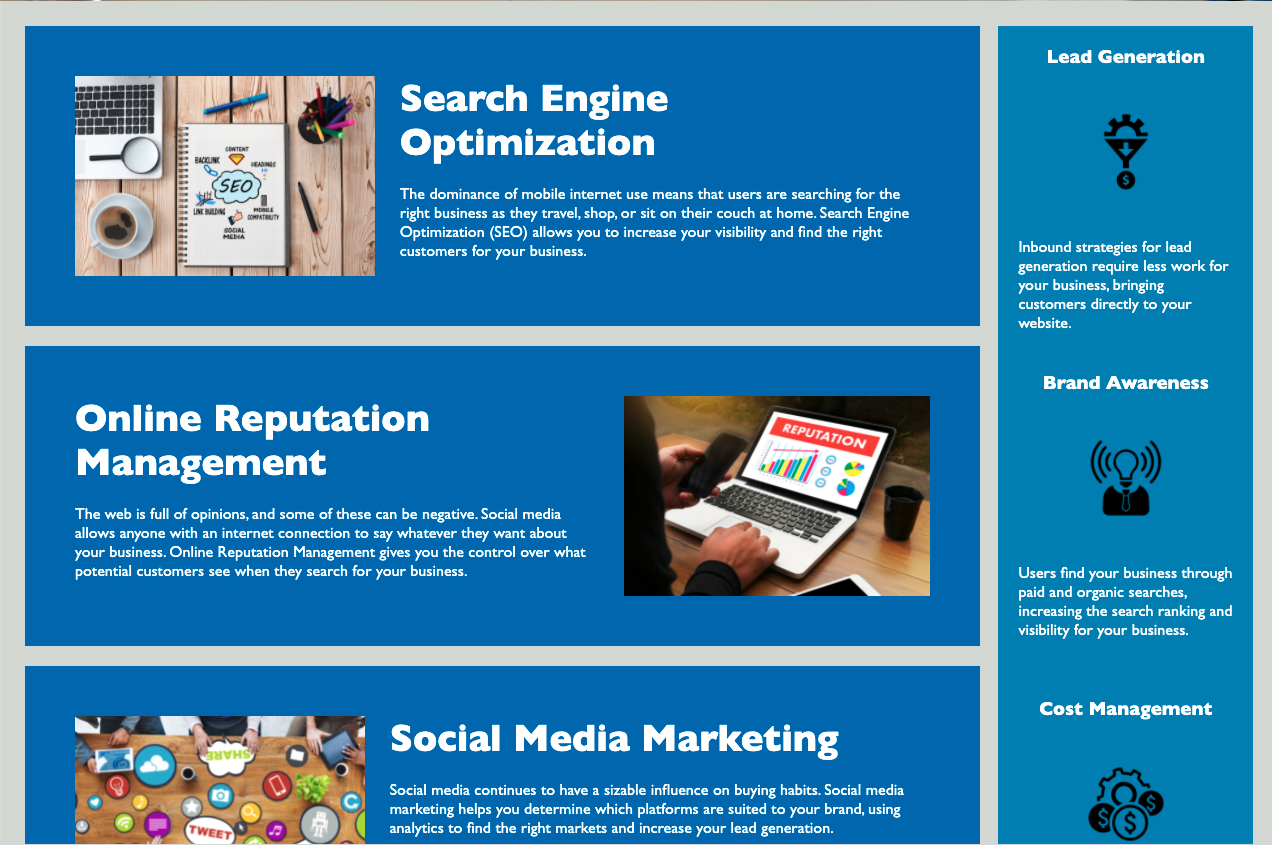 Search Engine
Optimization
The dominance of mobile internet use means that users are searching for the
right business as they travel, shop, or sit on their couch at home. Search Engine
Optimization (SEO) allows you to increase your visibility and find the right
customers for your business.
CONTENT
BACKLINK
HEADINGS
SEO
LINK BUILDING
MOBILE
COMPATIBILITY
SOCIAL
MEDIA
Online Reputation
Management
The web is full of opinions, and some of these can be negative. Social media
allows anyone with an internet connection to say whatever they want about
your business. Online Reputation Management gives you the control over what
potential customers see when they search for your business.
REPUTATION
Social Media Marketing
Social media continues to have a sizable influence on buying habits. Social media
marketing helps you determine which platforms are suited to your brand, using
analytics to find the right markets and increase your lead generation.
SHARE
TWEET
Lead Generation
$
Inbound strategies for lead
generation require less work for
your business, bringing
customers directly to your
website.
Brand Awareness
Users find your business through
paid and organic searches,
increasing the search ranking and
visibility for your business.
Cost Management
$ $ $